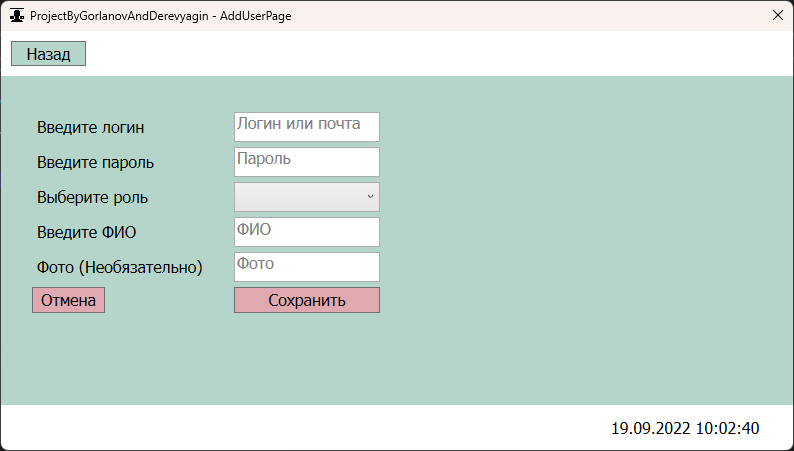 ProjectByGorlanovAndDerevyagin - AddUserPage
Назад
Введите логин Логин или почта
Введите пароль Пароль
Выберите роль
Введите ФИО ФИО
Фото (Необязательно) Фото
Отмена Сохранить
19.09.2022 10:02:40